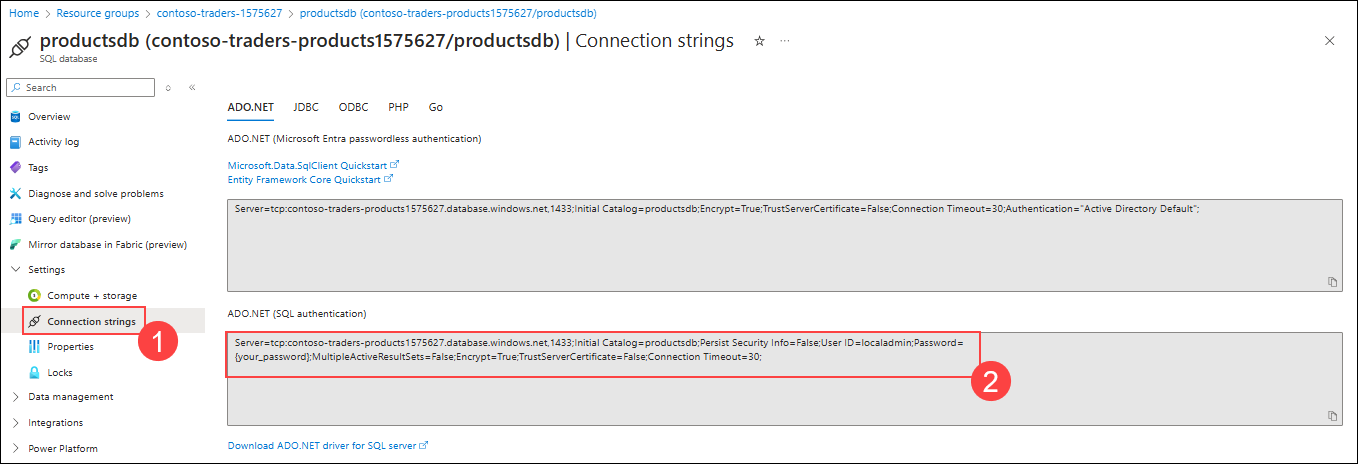 Home > Resource groups > contoso-traders-1575627 > productsdb (contoso-traders-products1575627/productsdb)
productsdb (contoso-traders-products1575627/productsdb) | Connection strings
SQL database
Search
Overview
Activity log
Tags
Diagnose and solve problems
Query editor (preview)
Mirror database in Fabric (preview)
Settings
Compute + storage
Connection strings
1
Properties
Locks
Data management
Integrations
Power Platform
ADO.NET JDBC ODBC PHP Go
ADO.NET (Microsoft Entra passwordless authentication)
Microsoft.Data.SqlClient Quickstart
Entity Framework Core Quickstart
Server=tcp:contoso-traders-products1575627.database.windows.net,1433;Initial Catalog=productsdb;Encrypt=True;TrustServerCertificate=False;Connection Timeout=30;Authentication="Active Directory Default";
ADO.NET (SQL authentication)
Server=tcp:contoso-traders-products1575627.database.windows.net,1433;Initial Catalog=productsdb;Persist Security Info=False;User ID=localadmin;Password=
{your_password};MultipleActiveResultSets=False;Encrypt=True;TrustServerCertificate=False;Connection Timeout=30;
2
Download ADO.NET driver for SQL server